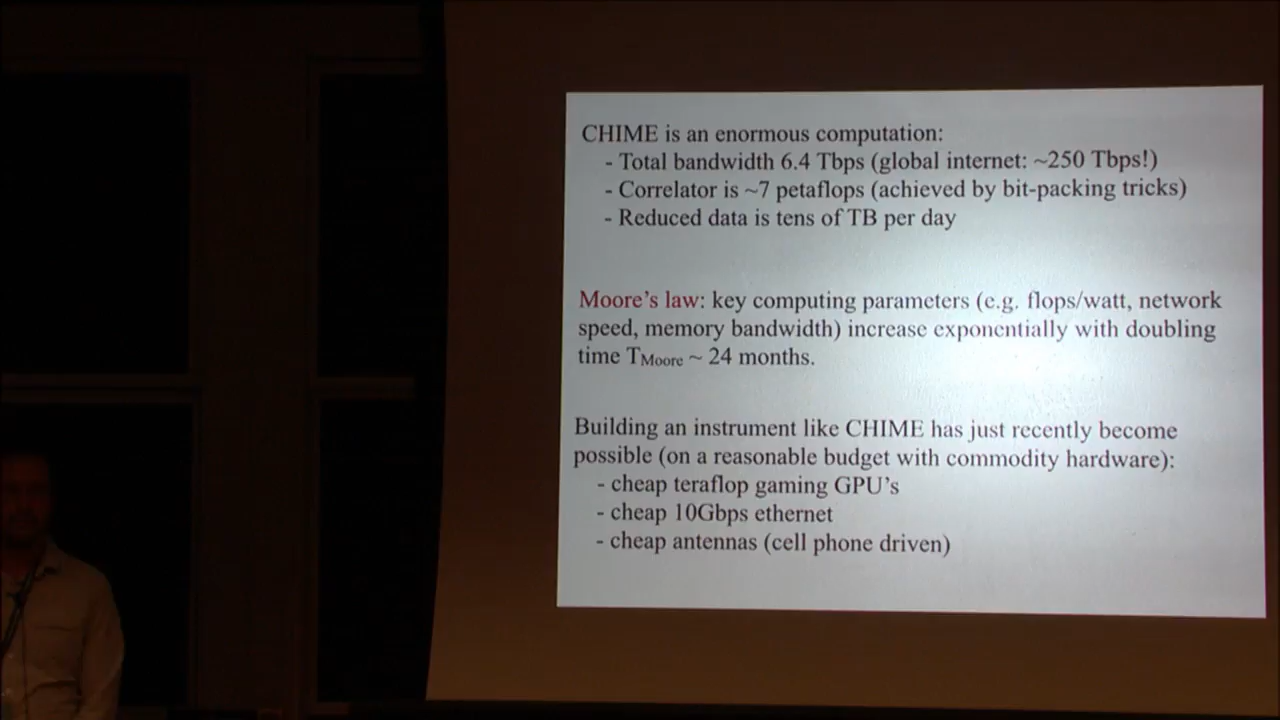 CHIME is an enormous computation:
- Total bandwidth 6.4 Tbps (global internet: ~250 Tbps!)
- Correlator is ~7 petaflops (achieved by bit-packing tricks)
- Reduced data is tens of TB per day
Moore's law: key computing parameters (e.g. flops/watt, network
speed, memory bandwidth) increase exponentially with doubling
time TMoore ~ 24 months.
Building an instrument like CHIME has just recently become
possible (on a reasonable budget with commodity hardware):
- cheap teraflop gaming GPU's
- cheap 10Gbps ethernet
- cheap antennas (cell phone driven)